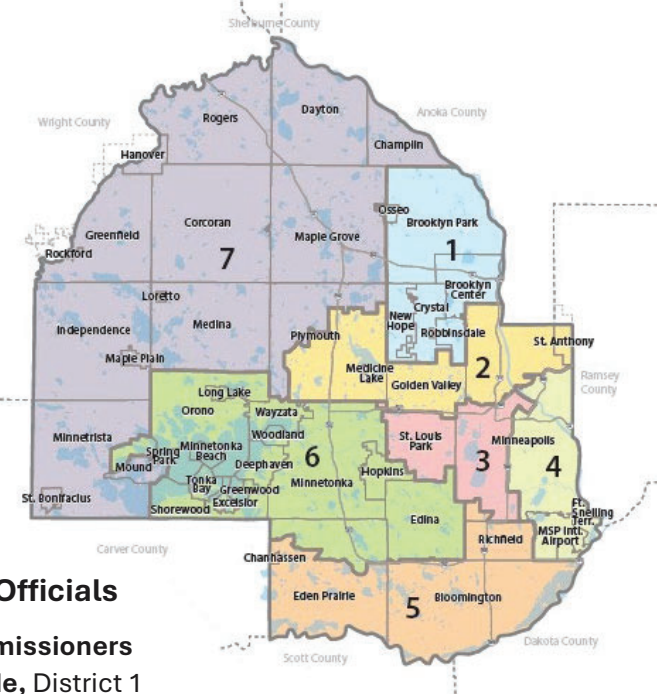 Sherburne County
Rogers
Dayton
Anoka County
Wright County
Champlin
Hanover
Osseo
Corcoran
Brooklyn Park
Greenfield
Maple Grove
7
1
Rockford
Brooklyn
Center
Loretto
Crystal
New
Hope
Independence
Medina
Robbinsdale
Plymouth
St. Anthony
Maple Plain
2
Medicine
Lake
Golden Valley
Ramsey
County
Long Lake
Orono
Wayzata
Minnetrista
Woodland
St. Louis
Park
Minneapolis
Spring
Park
Minnetonka
Beach
6
3
4
Mound
Deephaven
Hopkins
Tonka
Bay
Greenwood
Minnetonka
St. Bonifacius
Excelsior
Shorewood
Edina
Ft.
Snelling
Terr.
MSP Intl.
Airport
Richfield
Carver County
Chanhassen
Officials
Eden Prairie
5
Bloomington
missioners
Dakota County
Scott County
le, District 1